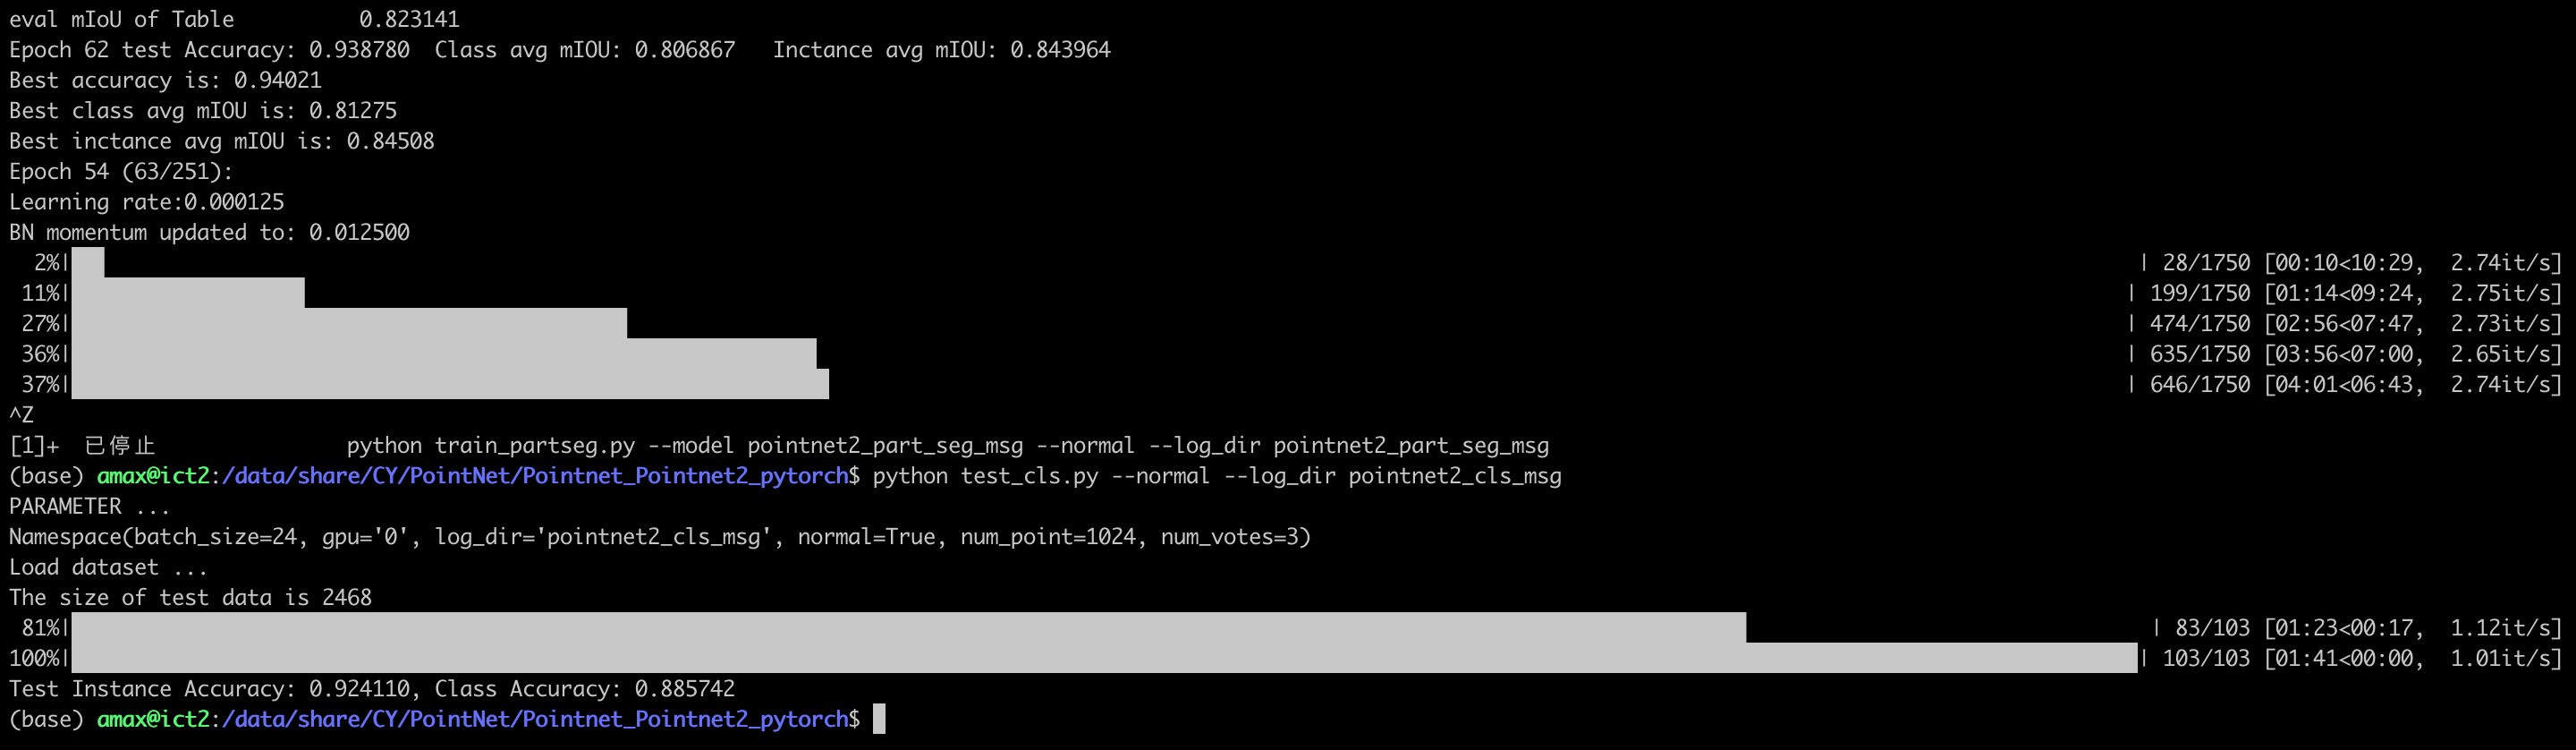 eval mIoU of Table          0.823141
Epoch 62 test Accuracy: 0.938780  Class avg mIOU: 0.806867   Inctance avg mIOU: 0.843964
Best accuracy is: 0.94021
Best class avg mIOU is: 0.81275
Best inctance avg mIOU is: 0.84508
Epoch 54 (63/251):
Learning rate:0.000125
BN momentum updated to: 0.012500
2%| | 28/1750 [00:10<10:29,  2.74it/s]
11%| | 199/1750 [01:14<09:24,  2.75it/s]
27%| | 474/1750 [02:56<07:47,  2.73it/s]
36%| | 635/1750 [03:56<07:00,  2.65it/s]
37%| | 646/1750 [04:01<06:43,  2.74it/s]
^Z
[1]+  已停止               python train_partseg.py --model pointnet2_part_seg_msg --normal --log_dir pointnet2_part_seg_msg
(base) amax@ict2:/data/share/CY/PointNet/Pointnet_Pointnet2_pytorch$ python test_cls.py --normal --log_dir pointnet2_cls_msg
PARAMETER ...
Namespace(batch_size=24, gpu='0', log_dir='pointnet2_cls_msg', normal=True, num_point=1024, num_votes=3)
Load dataset ...
The size of test data is 2468
81%| | 83/103 [01:23<00:17,  1.12it/s]
100%| | 103/103 [01:41<00:00,  1.01it/s]
Test Instance Accuracy: 0.924110, Class Accuracy: 0.885742
(base) amax@ict2:/data/share/CY/PointNet/Pointnet_Pointnet2_pytorch$